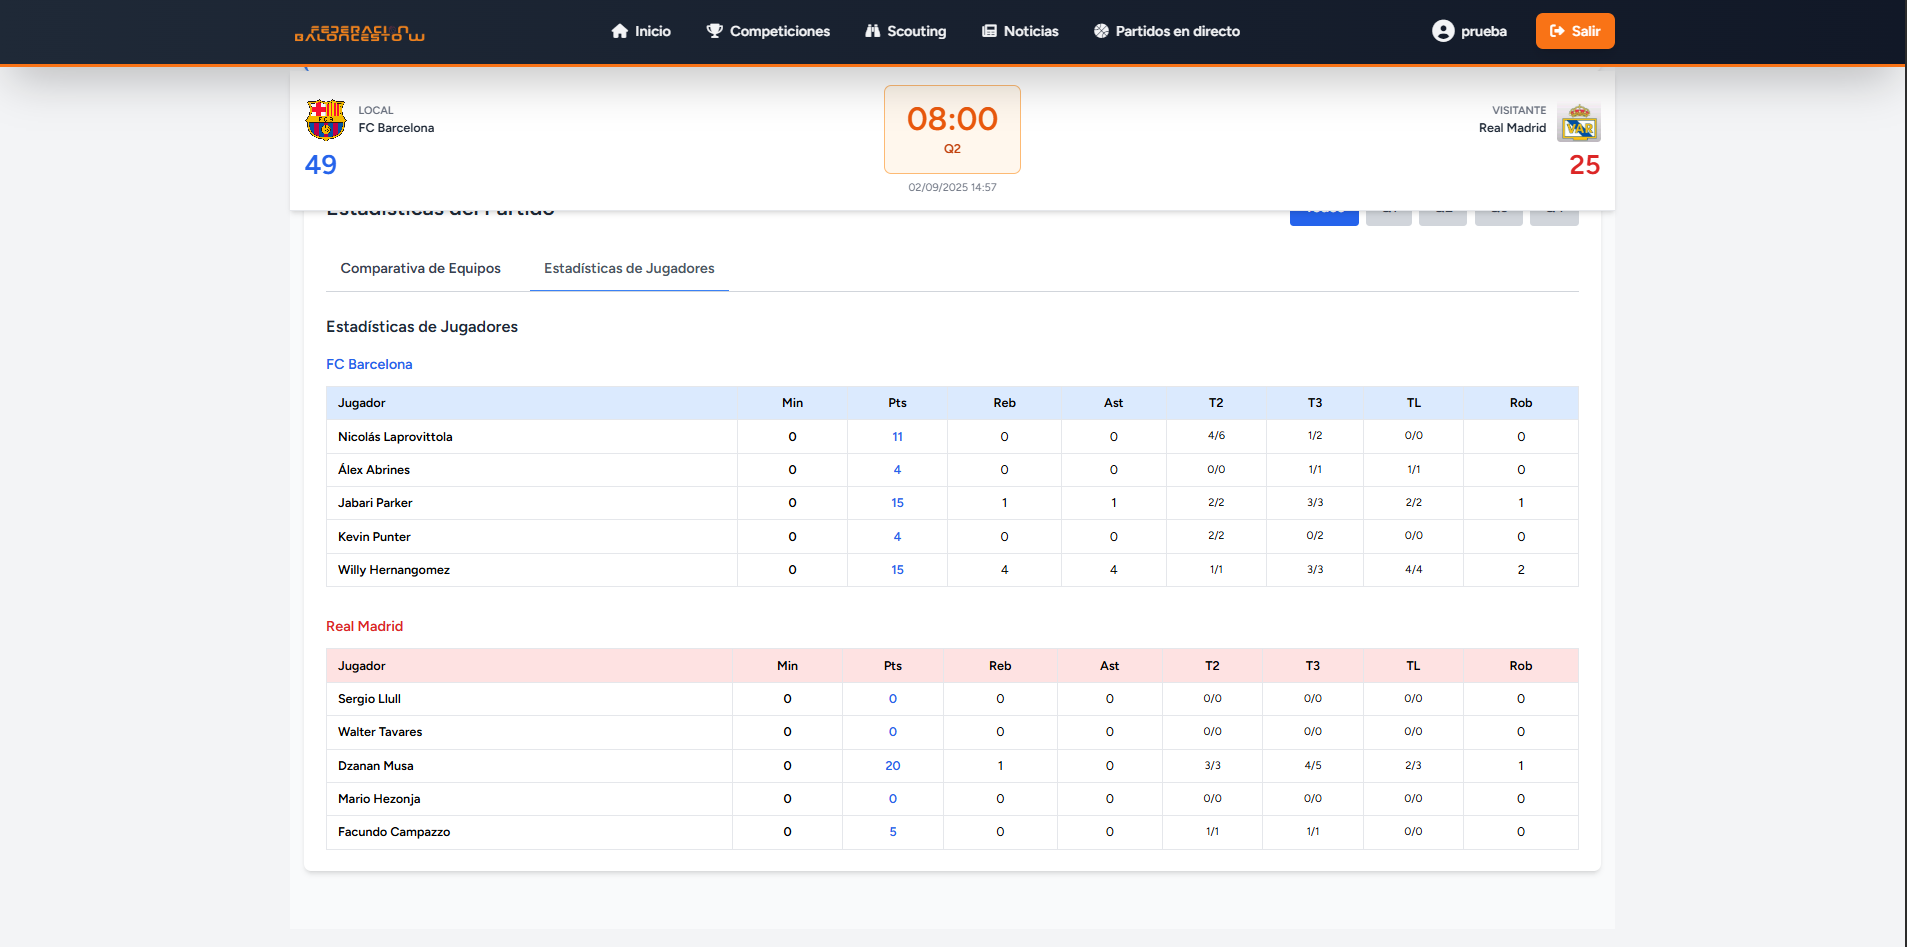 FEDERACION
BALONCESTO W
Inicio
Competiciones
Scouting
Noticias
Partidos en directo
prueba
Salir
LOCAL
FC Barcelona
49
08:00
Q2
02/09/2025 14:57
VISITANTE
Real Madrid
25
Estadísticas del Partido
Comparativa de Equipos
Estadísticas de Jugadores
Estadísticas de Jugadores
FC Barcelona
Jugador Min Pts Reb Ast T2 T3 TL Rob
Nicolás Laprovittola 0 11 0 0 4/6 1/2 0/0 0
Álex Abrines 0 4 0 0 0/0 1/1 1/1 0
Jabari Parker 0 15 1 1 2/2 3/3 2/2 1
Kevin Punter 0 4 0 0 2/2 0/2 0/0 0
Willy Hernangomez 0 15 4 4 1/1 3/3 4/4 2
Real Madrid
Jugador Min Pts Reb Ast T2 T3 TL Rob
Sergio Llull 0 0 0 0 0/0 0/0 0/0 0
Walter Tavares 0 0 0 0 0/0 0/0 0/0 0
Dzanan Musa 0 20 1 0 3/3 4/5 2/3 1
Mario Hezonja 0 0 0 0 0/0 0/0 0/0 0
Facundo Campazzo 0 5 0 0 1/1 1/1 0/0 0